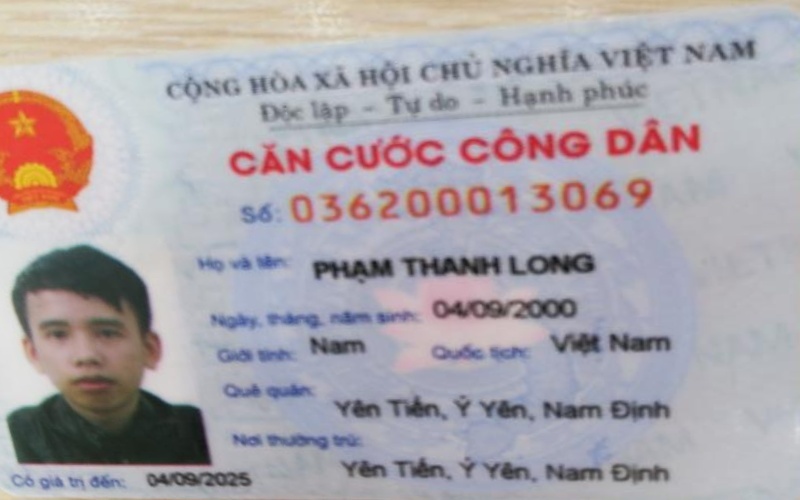 CỘNG HÒA XÃ HỘI CHỦ NGHĨA VIỆT NAM
Độc lập - Tự do - Hạnh phúc
CĂN CƯỚC CÔNG DÂN
Số: 036200013069
Họ và tên: PHẠM THANH LONG
Ngày, tháng, năm sinh: 04/09/2000
Giới tính: Nam Quốc tịch: Việt Nam
Quê quán:
Yên Tiến, Ý Yên, Nam Định
Nơi thường trú:
Yên Tiến, Ý Yên, Nam Định
Có giá trị đến: 04/09/2025